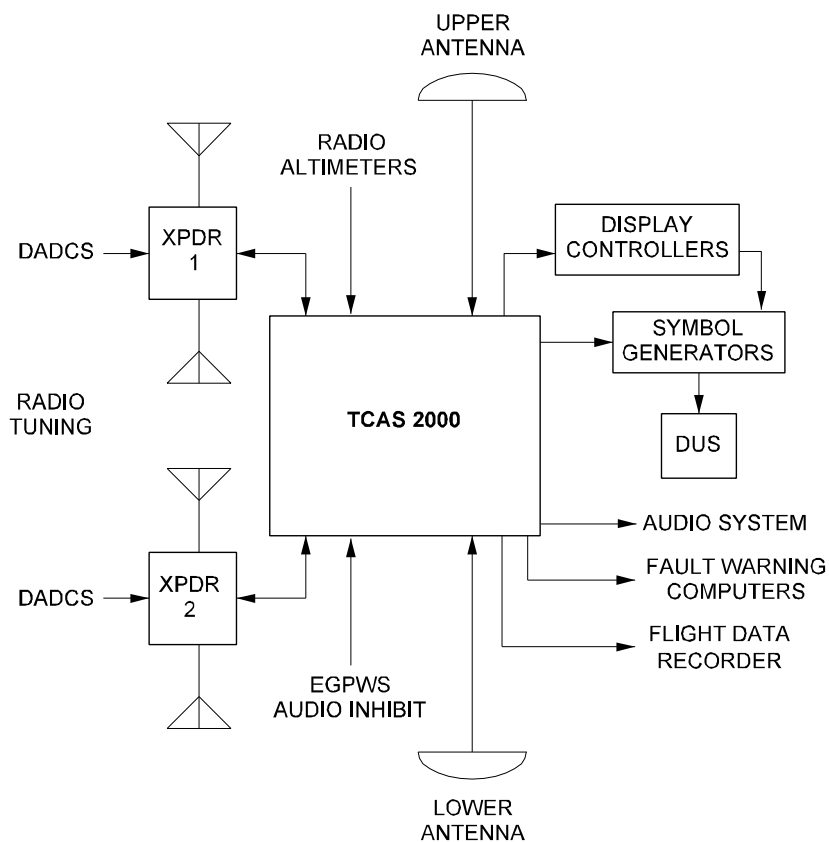 UPPER
ANTENNA
RADIO
ALTIMETERS
XPDR
1
DADCS
DISPLAY
CONTROLLERS
SYMBOL
GENERATORS
DUS
RADIO
TUNING
TCAS 2000
AUDIO SYSTEM
FAULT WARNING
COMPUTERS
FLIGHT DATA
RECORDER
XPDR
2
DADCS
EGPWS
AUDIO INHIBIT
LOWER
ANTENNA